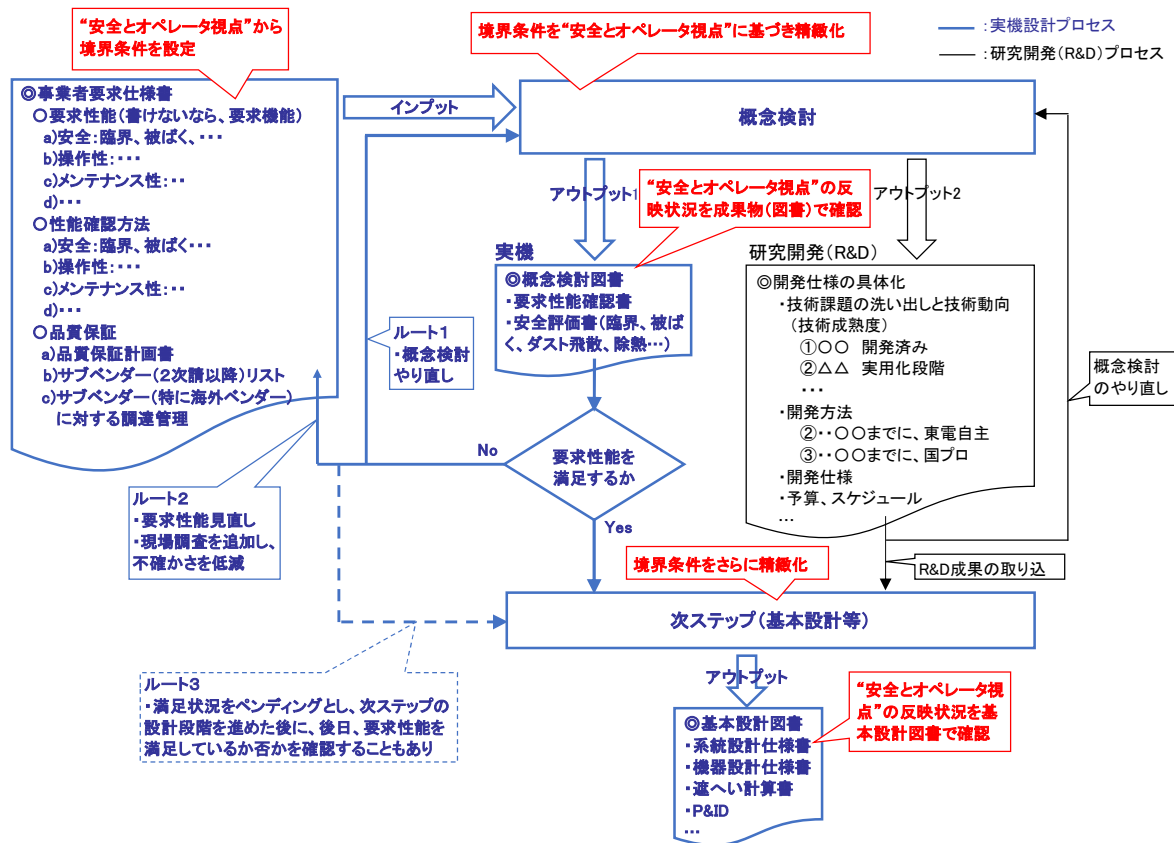 “安全とオペレータ視点”から
境界条件を設定
境界条件を“安全とオペレータ視点”に基づき精緻化
:実機設計プロセス
:研究開発(R&D)プロセス
◎事業者要求仕様書
○要求性能(書けないなら、要求機能)
a)安全:臨界、被ばく、・・・
b)操作性:・・・
c)メンテナンス性:・・
d)・・・
○性能確認方法
a)安全:臨界、被ばく・・・
b)操作性:・・・
c)メンテナンス性:・・
d)・・・
○品質保証
a)品質保証計画書
b)サブベンダー(2次請以降)リスト
c)サブベンダー(特に海外ベンダー)
に対する調達管理
インプット
概念検討
アウトプット1
アウトプット2
“安全とオペレータ視点”の反
映状況を成果物(図書)で確認
実機
◎概念検討図書
・要求性能確認書
・安全評価書(臨界、被ば
く、ダスト飛散、除熱…)
研究開発(R&D)
◎開発仕様の具体化
・技術課題の洗い出しと技術動向
(技術成熟度)
①○○ 開発済み
②△△ 実用化段階
・・・
・開発方法
②・・○○までに、東電自主
③・・○○までに、国プロ
・開発仕様
・予算、スケジュール
…
ルート1
・概念検討
やり直し
概念検討
のやり直し
No
要求性能を
満足するか
Yes
ルート2
・要求性能見直し
・現場調査を追加し、
不確かさを低減
境界条件をさらに精緻化
R&D成果の取り込
次ステップ(基本設計等)
ルート3
・満足状況をペンディングとし、次ステップの
設計段階を進めた後に、後日、要求性能を
満足しているか否かを確認することもあり
アウトプット
“安全とオペレータ視
点”の反映状況を基
本設計図書で確認
◎基本設計図書
・系統設計仕様書
・機器設計仕様書
・遮へい計算書
・P&ID
…